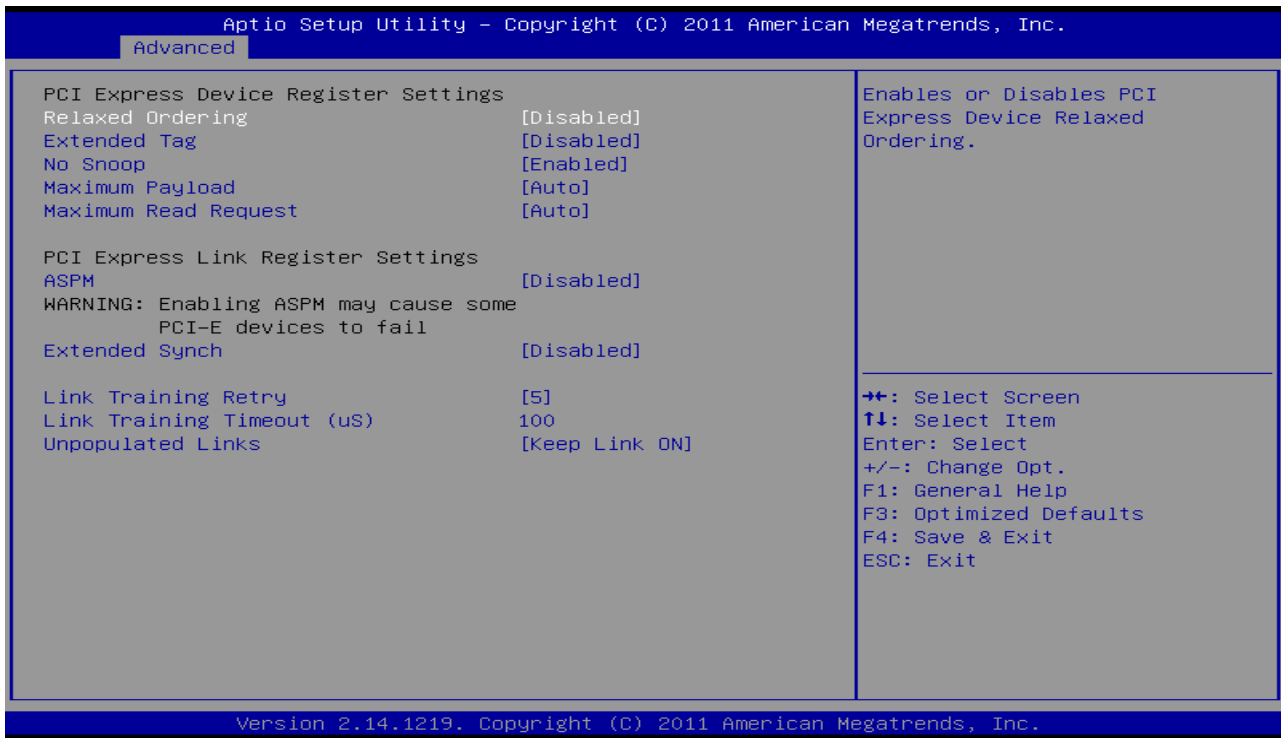 Aptio Setup Utility – Copyright (C) 2011 American Megatrends, Inc.
Advanced
PCI Express Device Register Settings
Relaxed Ordering [Disabled]
Extended Tag [Disabled]
No Snoop [Enabled]
Maximum Payload [Auto]
Maximum Read Request [Auto]
PCI Express Link Register Settings
ASPM [Disabled]
WARNING: Enabling ASPM may cause some
PCI-E devices to fail
Extended Synch [Disabled]
Link Training Retry [5]
Link Training Timeout (uS) 100
Unpopulated Links [Keep Link ON]
Enables or Disables PCI
Express Device Relaxed
Ordering.
→←: Select Screen
↑↓: Select Item
Enter: Select
+/-: Change Opt.
F1: General Help
F3: Optimized Defaults
F4: Save & Exit
ESC: Exit
Version 2.14.1219. Copyright (C) 2011 American Megatrends, Inc.